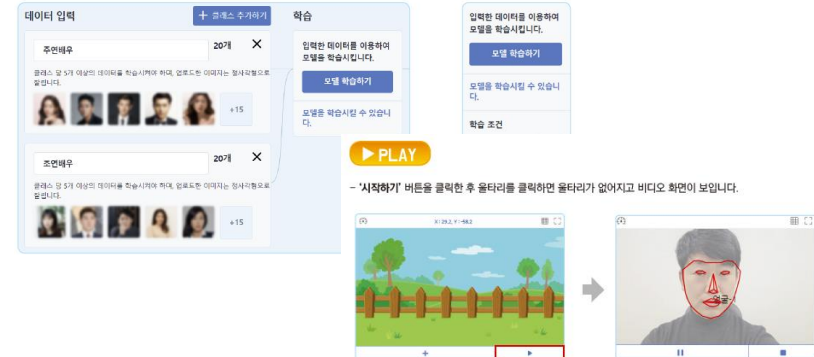 데이터 입력
+ 클래스 추가하기
주연배우
20개
클래스 당 5개 이상의 데이터를 학습시켜야 하며, 업로드한 이미지는 정사각형으로
잘립니다.
+15
조연배우
20개
클래스 당 5개 이상의 데이터를 학습시켜야 하며, 업로드한 이미지는 정사각형으로
잘립니다.
+15
학습
입력한 데이터를 이용하여
모델을 학습시킵니다.
모델 학습하기
모델을 학습시킬 수 있습니
다.
입력한 데이터를 이용하여
모델을 학습시킵니다.
모델 학습하기
모델을 학습시킬 수 있습니
다.
학습 조건
PLAY
- '시작하기' 버튼을 클릭한 후 울타리를 클릭하면 울타리가 없어지고 비디오 화면이 보입니다.
X : 29.2, Y : -58.2